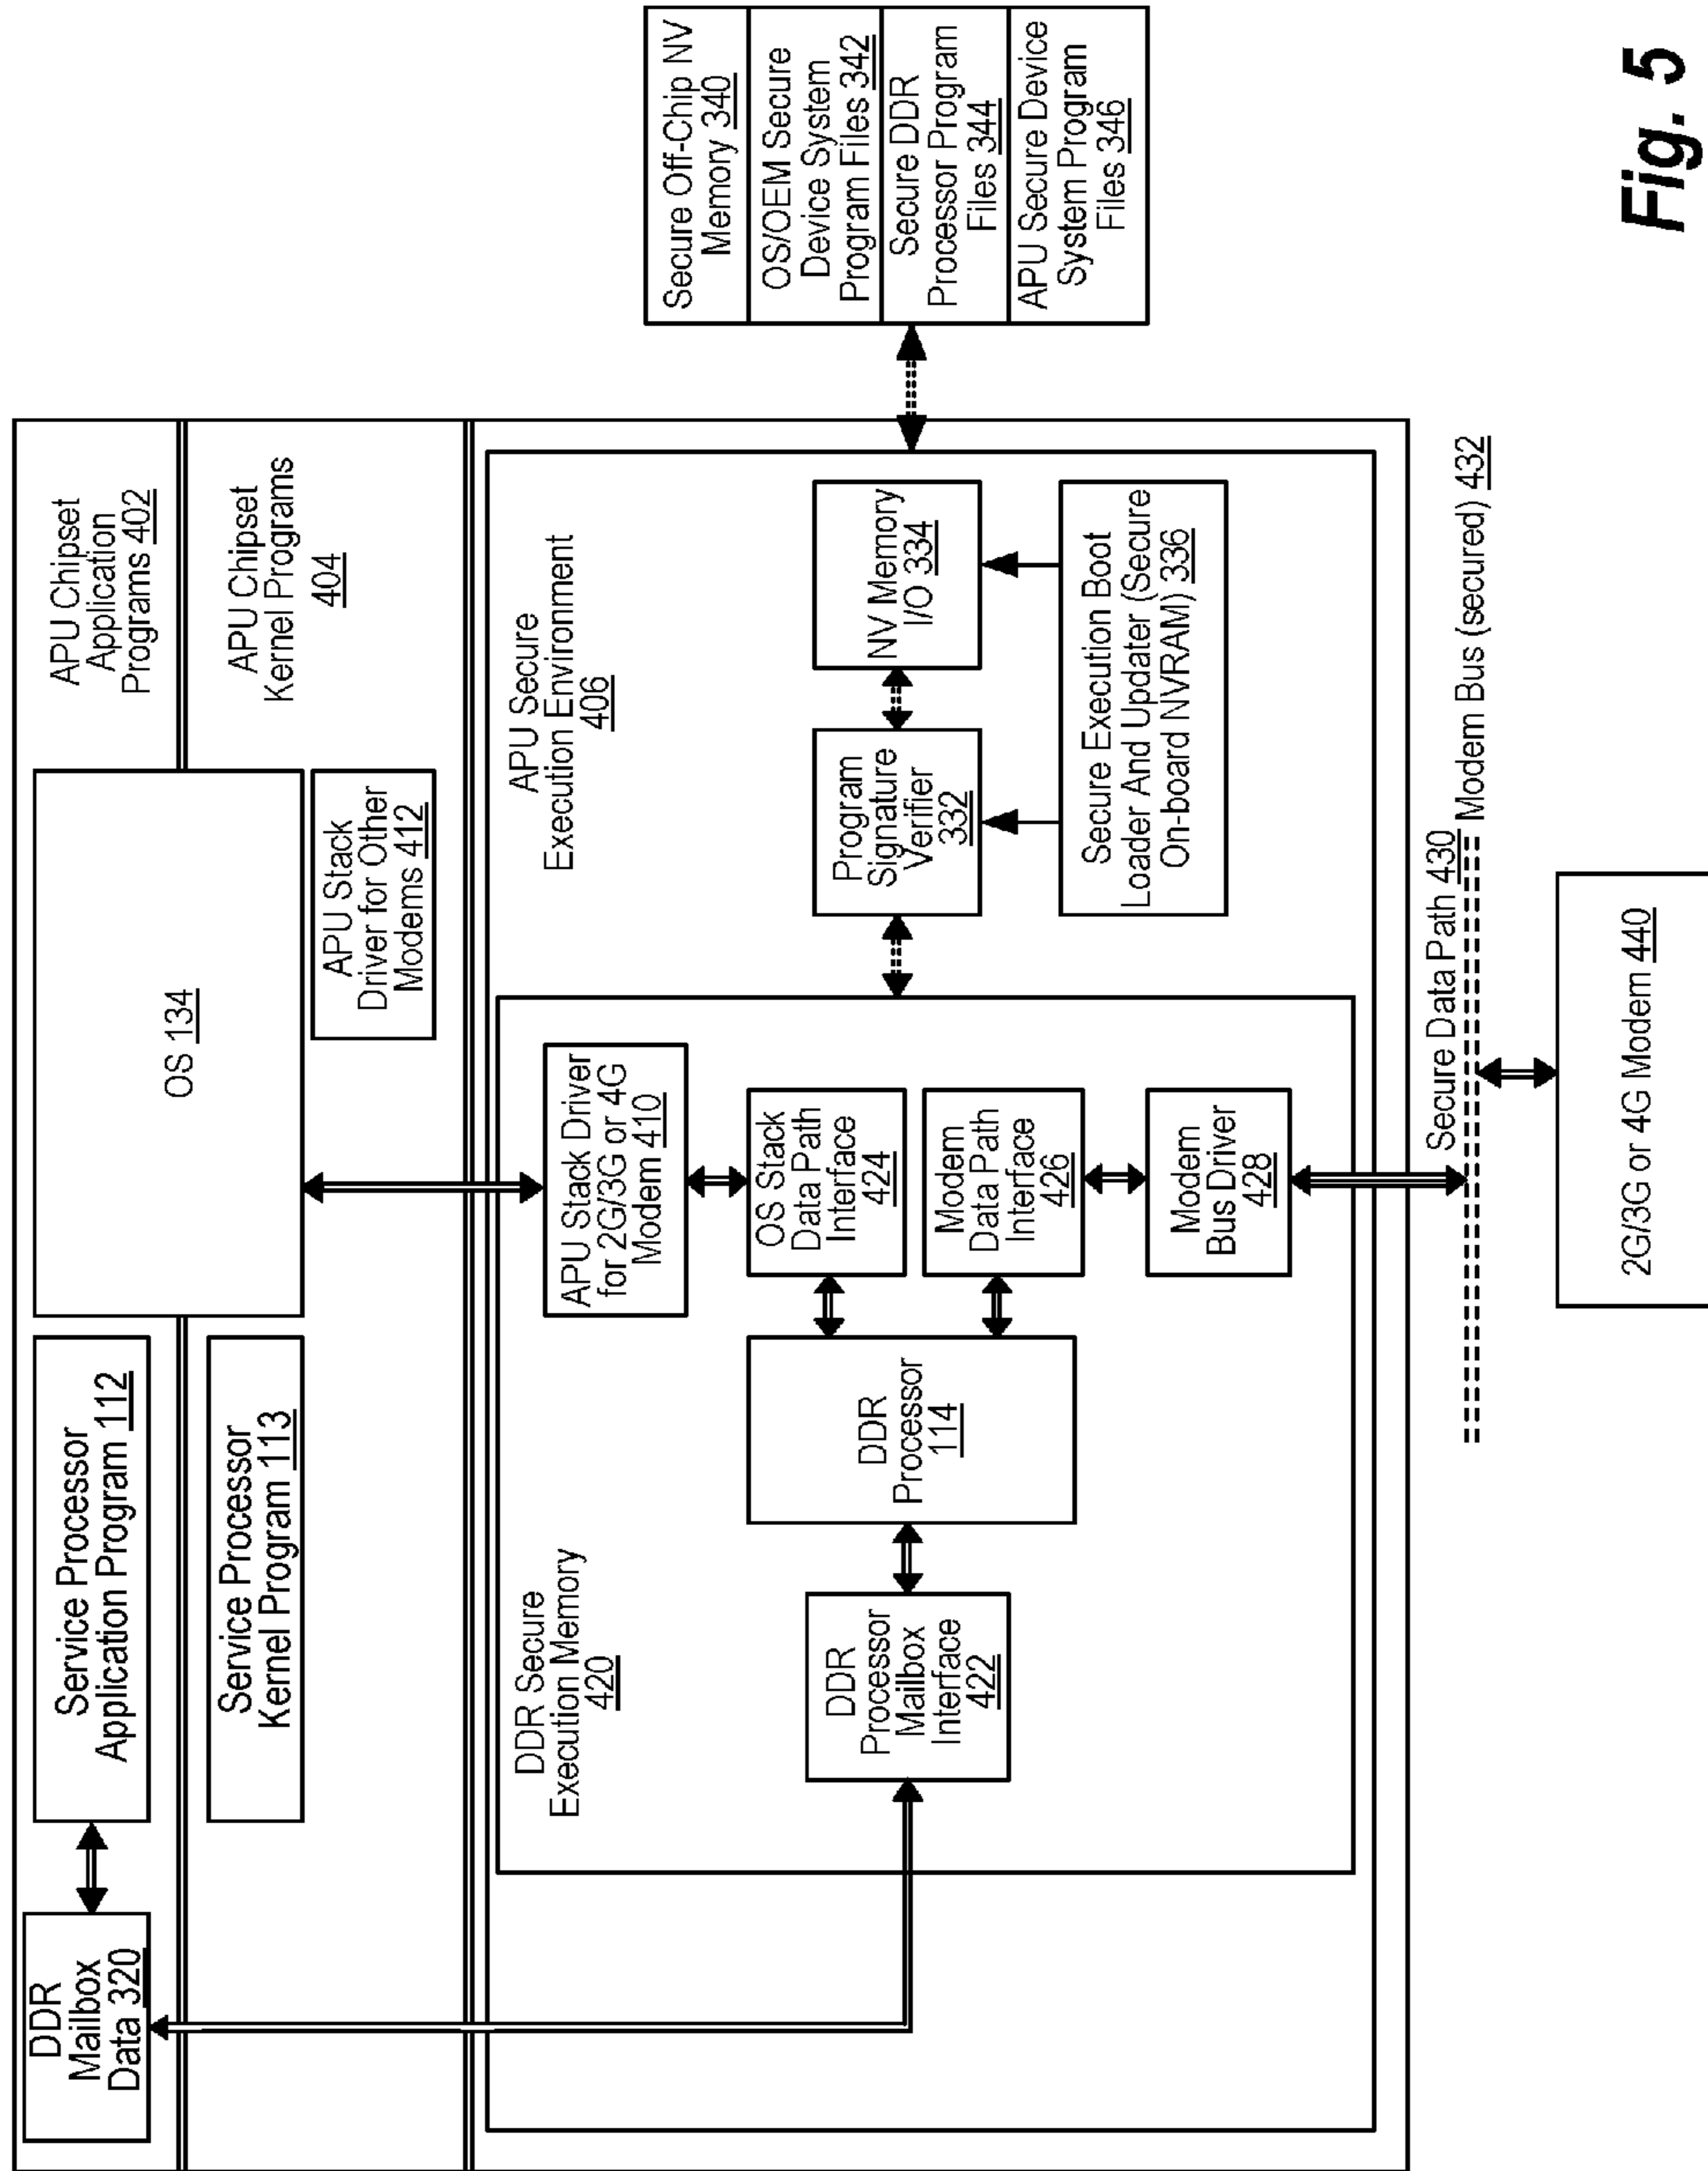 DDR
Mailbox
Data 320
Service Processor
Application Program 112
OS 134
APU Chipset
Application
Programs 402
Service Processor
Kernel Program 113
APU Stack
Driver for Other
Modems 412
APU Chipset
Kernel Programs
404
DDR Secure
Execution Memory
420
APU Stack Driver
for 2G/3G or 4G
Modem 410
APU Secure
Execution Environment
406
DDR
Processor
Mailbox
Interface
422
DDR
Processor
114
OS Stack
Data Path
Interface
424
Modem
Data Path
Interface
426
Modem
Bus Driver
428
Program
Signature
Verifier
332
NV Memory
I/O 334
Secure Execution Boot
Loader And Updater (Secure
On-board NVRAM) 336
Secure Off-Chip NV
Memory 340
OS/OEM Secure
Device System
Program Files 342
Secure DDR
Processor Program
Files 344
APU Secure Device
System Program
Files 346
Secure Data Path 430
Modem Bus (secured) 432
2G/3G or 4G Modem 440
Fig. 5